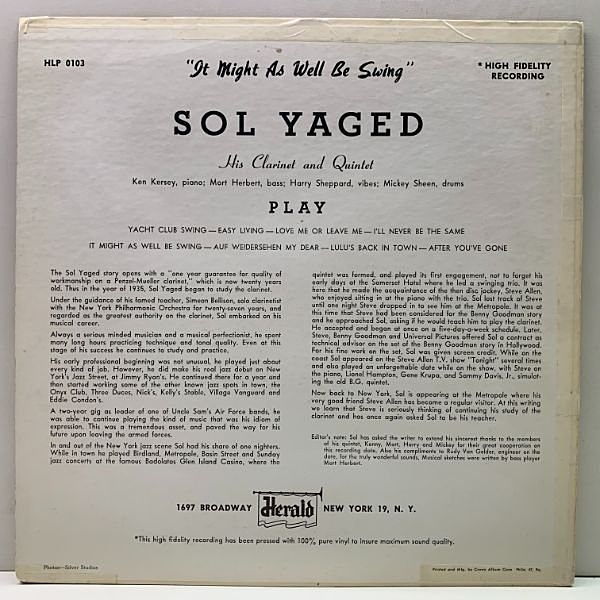 HLP 0103
"It Might As Well Be Swing"
* HIGH FIDELITY
RECORDING
SOL YAGED
His Clarinet and Quintet
Ken Kersey, piano; Mort Herbert, bass; Harry Sheppard, vibes; Mickey Sheen, drums
PLAY
YACHT CLUB SWING — EASY LIVING — LOVE ME OR LEAVE ME — I'LL NEVER BE THE SAME
IT MIGHT AS WELL BE SWING — AUF WEIDERSEHEN MY DEAR — LULU'S BACK IN TOWN — AFTER YOU'VE GONE
The Sol Yaged story opens with a "one year guarantee for quality of
workmanship on a Penzel-Mueller clarinet," which is now twenty years
old. Thus in the year of 1935, Sol Yaged began to study the clarinet.
Under the guidance of his famed teacher, Simeon Bellison, solo clarinetist
with the New York Philharmonic Orchestra for twenty-seven years, and
regarded as the greatest authority on the clarinet, Sol embarked on his
musical career.
Always a serious minded musician and a musical perfectionist, he spent
many long hours practicing technique and tonal quality. Even at this
stage of his success he continues to study and practice.
His early professional beginning was not unusual, he played just about
every kind of job. However, he did make his real jazz debut on New
York's Jazz Street, at Jimmy Ryan's. He continued there for a year and
then started working some of the other known jazz spots in town, the
Onyx Club, Three Duces, Nick's, Kelly's Stable, Village Vanguard and
Eddie Condon's.
A two-year gig as leader of one of Uncle Sam's Air Force bands, he
was able to continue playing the kind of music that was his idiom of
expression. This was a tremendous asset, and paved the way for his
future upon leaving the armed forces.
In and out of the New York jazz scene Sol had his share of one nighters.
While in town he played Birdland, Metropole, Basin Street and Sunday
jazz concerts at the famous Badolatos Glen Island Casino, where the
quintet was formed, and played its first engagement, not to forget his
early days at the Somerset Hotel where he led a swinging trio. It was
here that he made the acquaintance of the then disc jockey, Steve Allen,
who enjoyed sitting in at the piano with the trio. Sol lost track of Steve
until one night Steve dropped in to see him at the Metropole. It was at
this time that Steve had been considered for the Benny Goodman story
and he approached Sol, asking if he would teach him to play the clarinet.
He accepted and began at once on a five-day-a-week schedule. Later,
Steve, Benny Goodman and Universal Pictures offered Sol a contract as
technical advisor on the set of the Benny Goodman story in Hollywood.
For his fine work on the set, Sol was given screen credit. While on the
coast Sol appeared on the Steve Allen T.V. show "Tonight" several times
and also played an unforgettable date while on the show, with Steve on
the piano, Lionel Hampton, Gene Krupa, and Sammy Davis, Jr., simulat-
ing the old B.G. quintet.
Now back to New York, Sol is appearing at the Metropole where his
very good friend Steve Allen has become a regular visitor. At this writing
we learn that Steve is seriously thinking of continuing his study of the
clarinet and has once again asked Sol to be his teacher.
Editor's note: Sol has asked the writer to extend his sincerest thanks to the members
of his quintet, Kenny, Mort, Harry and Mickey for their great cooperation on
this recording date. Also his compliments to Rudy Van Gelder, engineer on the
date, for the truly wonderful sounds. Musical sketches were written by bass player
Mort Herbert.
1697 BROADWAY Herald NEW YORK 19, N. Y.
*This high fidelity recording has been pressed with 100% pure vinyl to insure maximum sound quality.
Photos—Silver Studios
Printed and Mfg. by Crown Album Corp. Phila. 47, Pa.